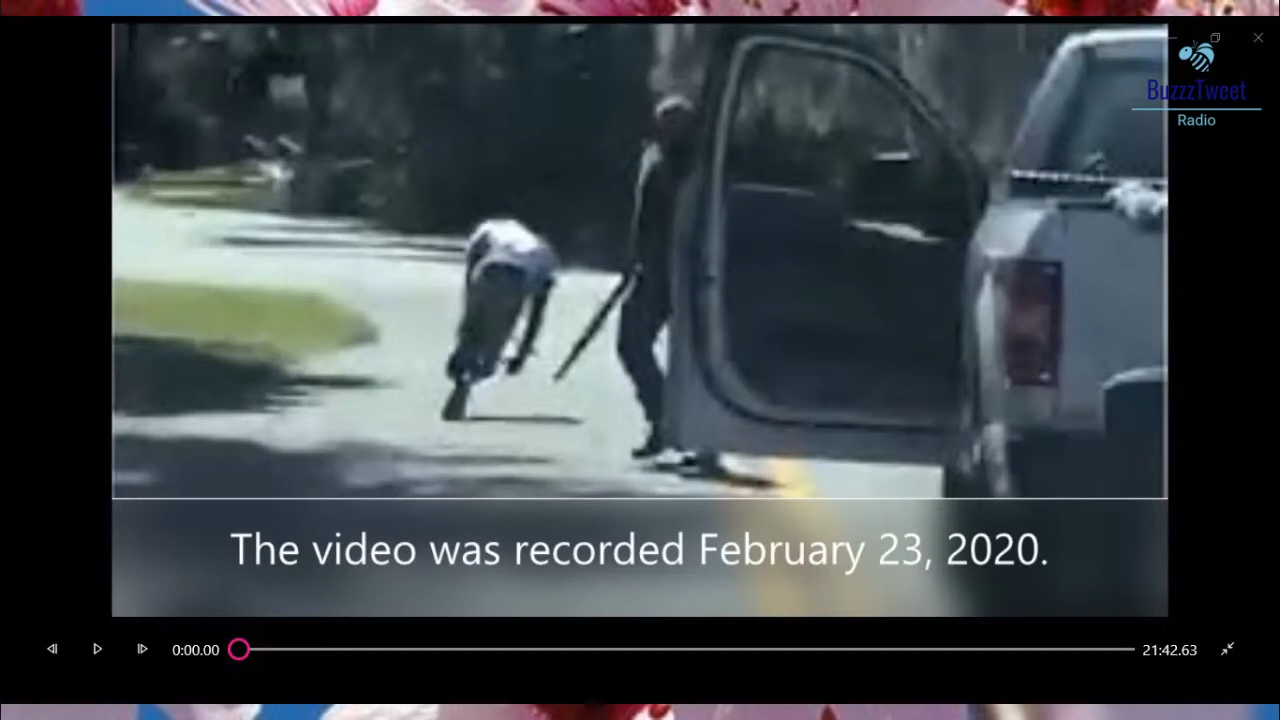 BuzzzTweet
Radio
The video was recorded February 23, 2020.
0:00.00
21:42.63